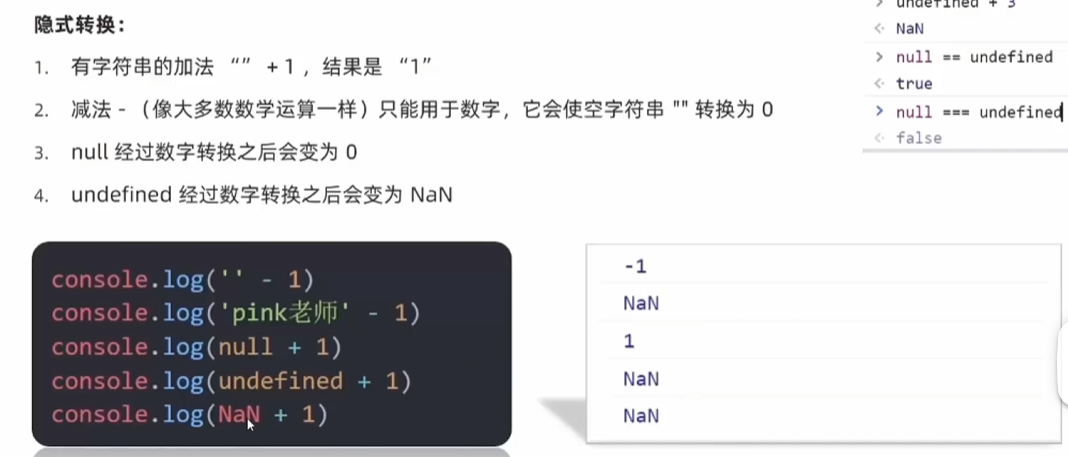 隐式转换：
1. 有字符串的加法 “” + 1 ，结果是 “1”
2. 减法 - （像大多数数学运算一样）只能用于数字，它会使空字符串 "" 转换为 0
3. null 经过数字转换之后会变为 0
4. undefined 经过数字转换之后会变为 NaN
undefined + 3
NaN
null == undefined
true
null === undefined
false
console.log('' - 1)
console.log('pink老师' - 1)
console.log(null + 1)
console.log(undefined + 1)
console.log(NaN + 1)
-1
NaN
1
NaN
NaN